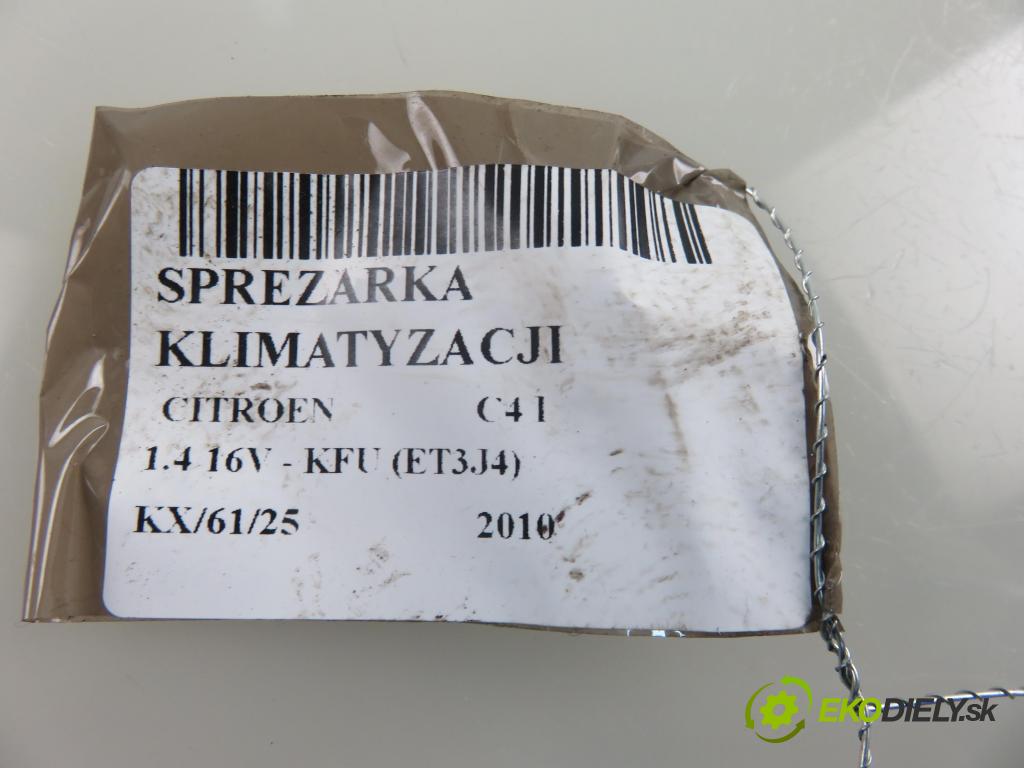 SPREZARKA
KLIMATYZACJI
CITROEN C4 I
1.4 16V - KFU (ET3J4)
KX/61/25 2010
EKODIELY.sk